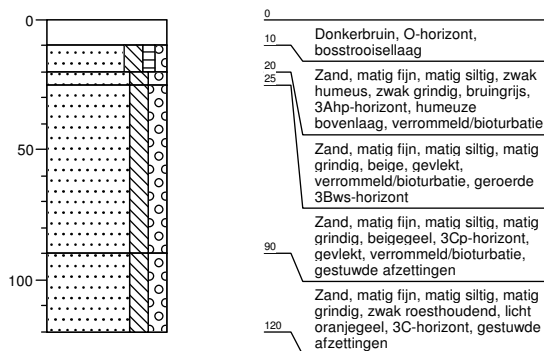 0
50
100
0
Donkerbruin, O-horizont,
bosstrooisellaag
10
Zand, matig fijn, matig siltig, zwak
humeus, zwak grindig, bruingrijs,
3Ahp-horizont, humeuze
bovenlaag, verrommeld/bioturbatie
20
25
Zand, matig fijn, matig siltig, matig
grindig, beige, gevlekt,
verrommeld/bioturbatie, geroerde
3Bws-horizont
Zand, matig fijn, matig siltig, matig
grindig, beigegeel, 3Cp-horizont,
gevlekt, verrommeld/bioturbatie,
gestuwde afzettingen
90
Zand, matig fijn, matig siltig, matig
grindig, zwak roesthoudend, licht
oranjegeel, 3C-horizont, gestuwde
afzettingen
120